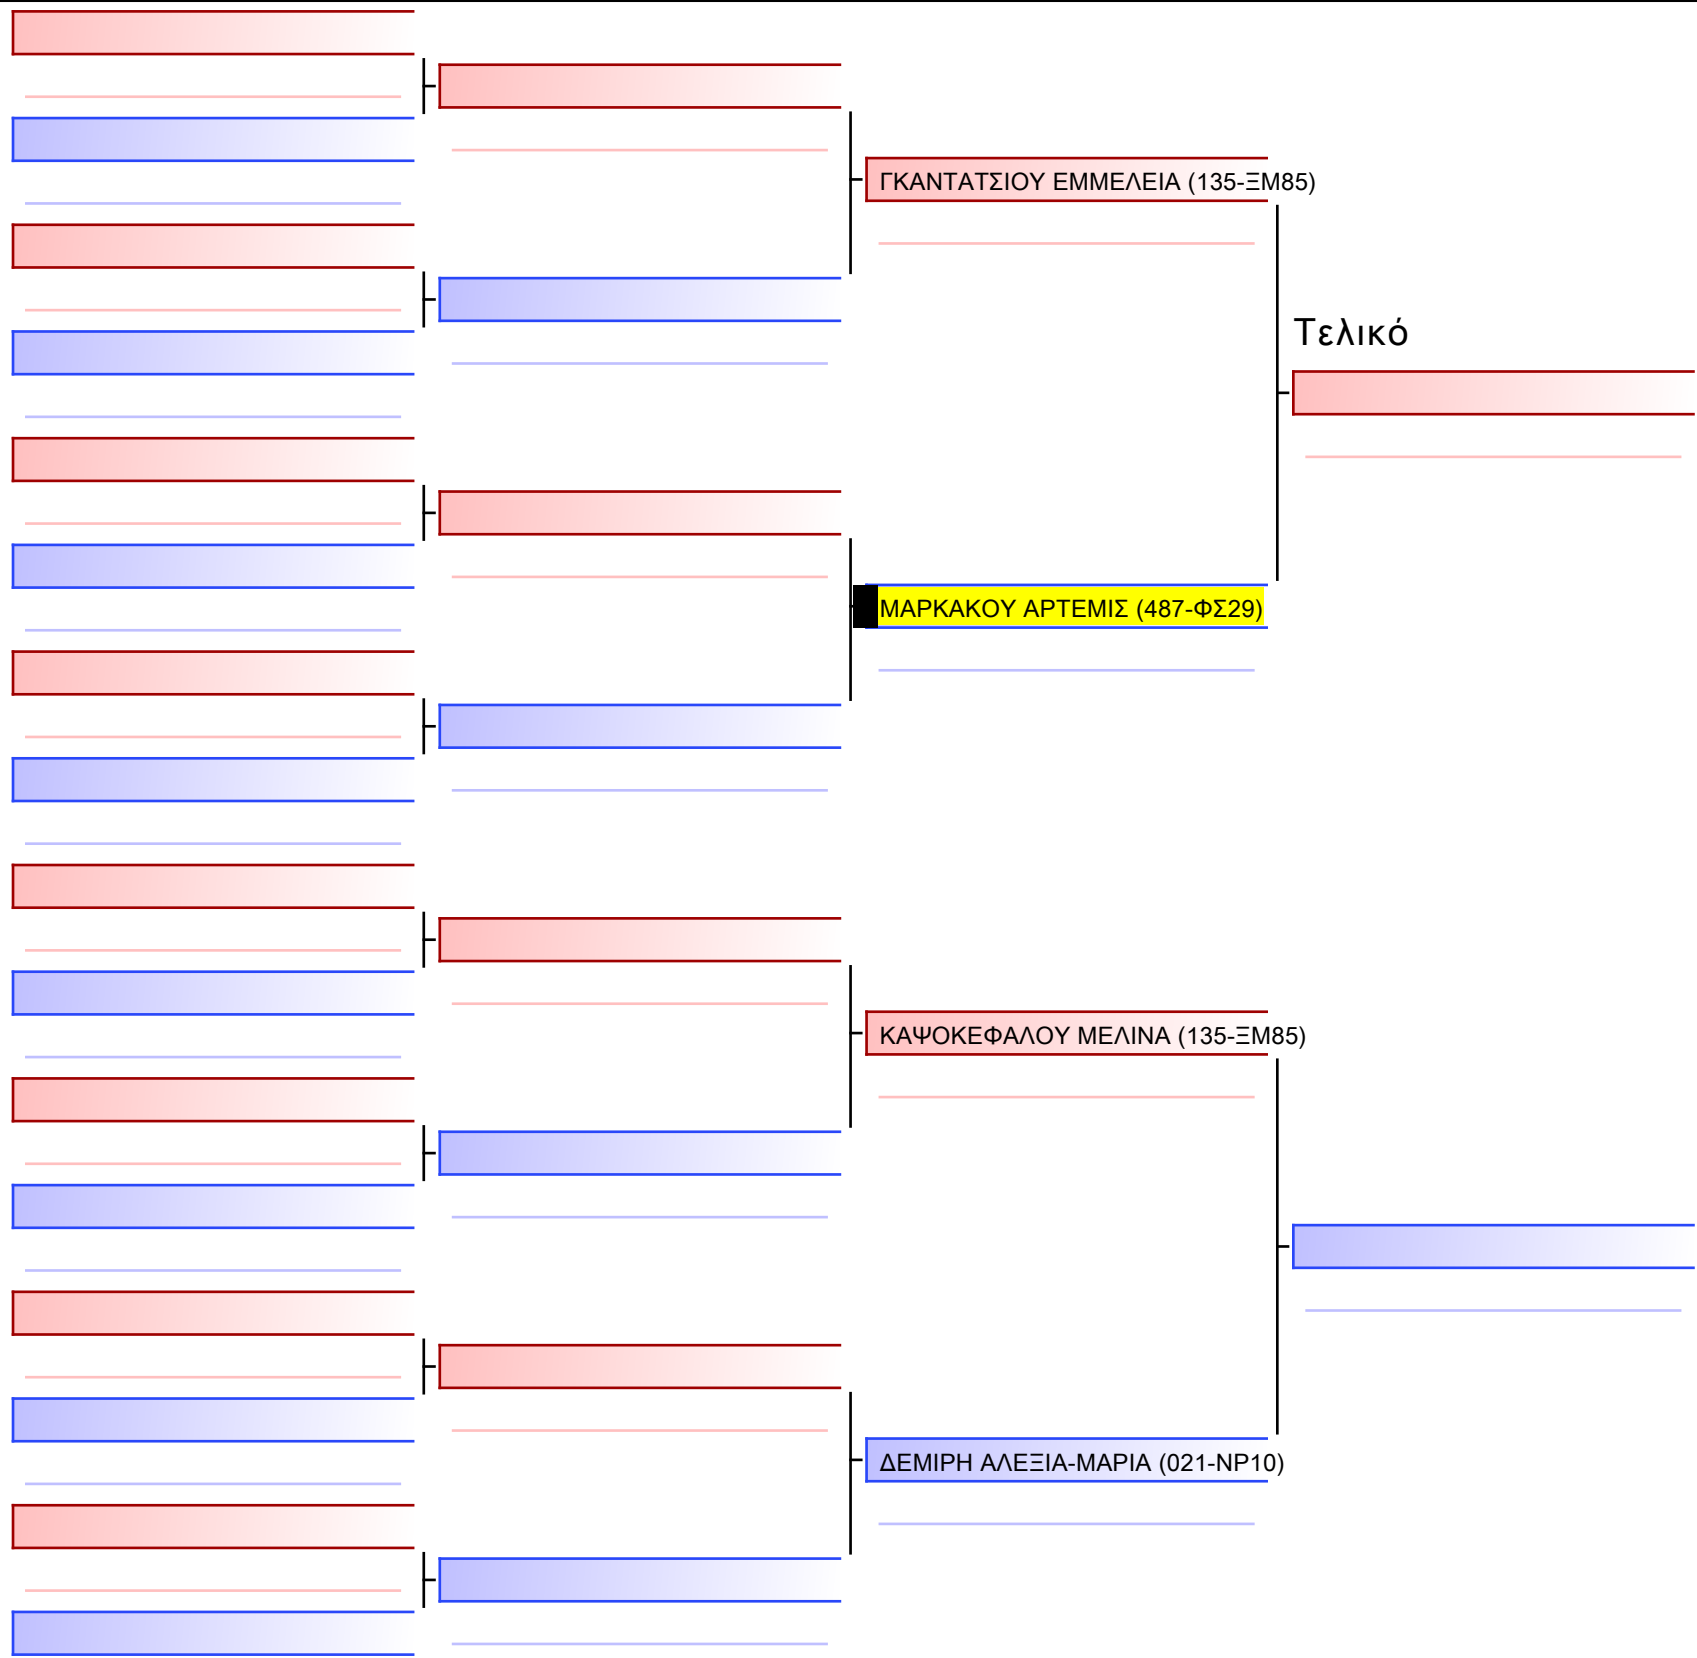 ΓΚΑΝΤΑΤΣΙΟΥ ΕΜΜΕΛΕΙΑ (135-ΞΜ85)
Τελικό
ΜΑΡΚΑΚΟΥ ΑΡΤΕΜΙΣ (487-ΦΣ29)
ΚΑΨΟΚΕΦΑΛΟΥ ΜΕΛΙΝΑ (135-ΞΜ85)
ΔΕΜΙΡΗ ΑΛΕΞΙΑ-ΜΑΡΙΑ (021-ΝΡ10)